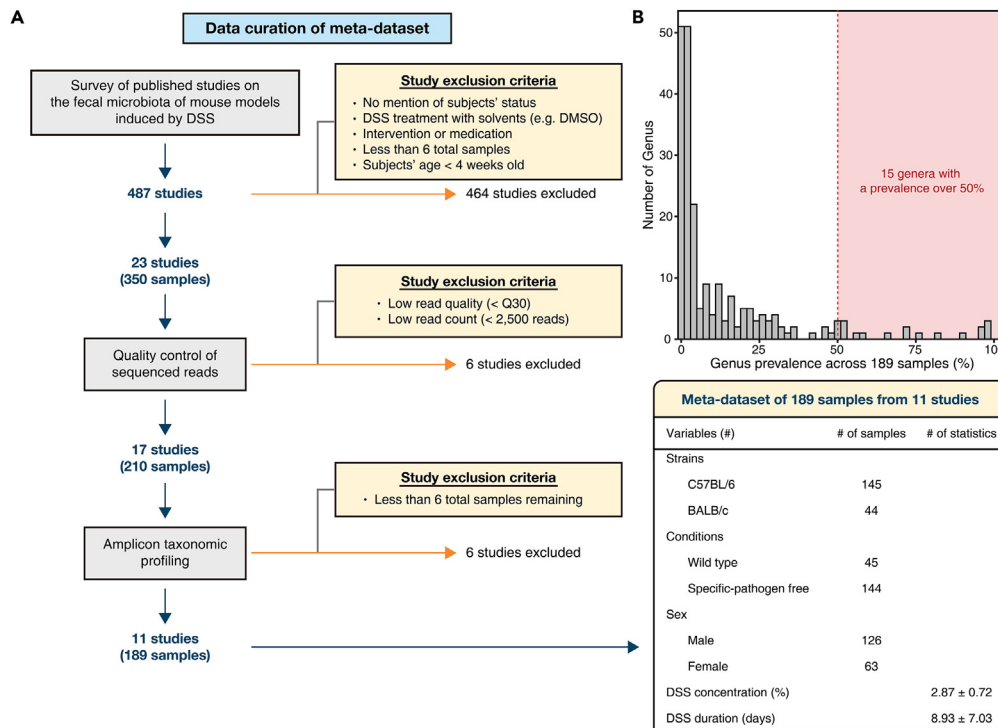 A
Data curation of meta-dataset
Survey of published studies on
the fecal microbiota of mouse models
induced by DSS
Study exclusion criteria
• No mention of subjects' status
• DSS treatment with solvents (e.g. DMSO)
• Intervention or medication
• Less than 6 total samples
• Subjects' age < 4 weeks old
487 studies
464 studies excluded
23 studies
(350 samples)
Study exclusion criteria
• Low read quality (< Q30)
• Low read count (< 2,500 reads)
Quality control of
sequenced reads
6 studies excluded
17 studies
(210 samples)
Study exclusion criteria
• Less than 6 total samples remaining
Amplicon taxonomic
profiling
6 studies excluded
11 studies
(189 samples)
B
Number of Genus
50
40
30
20
10
0
15 genera with
a prevalence over 50%
0 25 50 75 100
Genus prevalence across 189 samples (%)
Meta-dataset of 189 samples from 11 studies
Variables (#) # of samples # of statistics
Strains
C57BL/6 145
BALB/c 44
Conditions
Wild type 45
Specific-pathogen free 144
Sex
Male 126
Female 63
DSS concentration (%) 2.87 ± 0.72
DSS duration (days) 8.93 ± 7.03